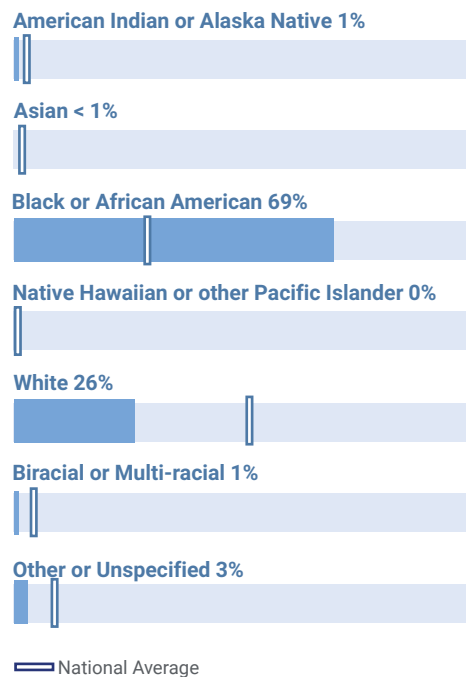 American Indian or Alaska Native 1%
Asian < 1%
Black or African American 69%
Native Hawaiian or other Pacific Islander 0%
White 26%
Biracial or Multi-racial 1%
Other or Unspecified 3%
National Average